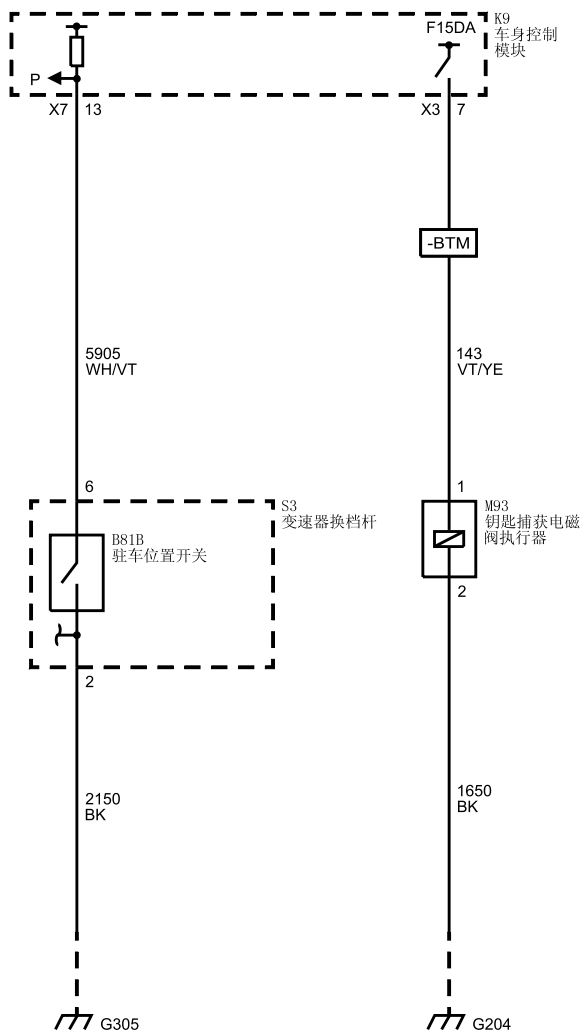 K9
车身控制
模块
F15DA
P
X7 13
X3 7
-BTM
5905
WH/VT
143
VT/YE
6
1
S3
变速器换档杆
M93
钥匙捕获电磁
阀执行器
B81B
驻车位置开关
2
2
2150
BK
1650
BK
G305
G204